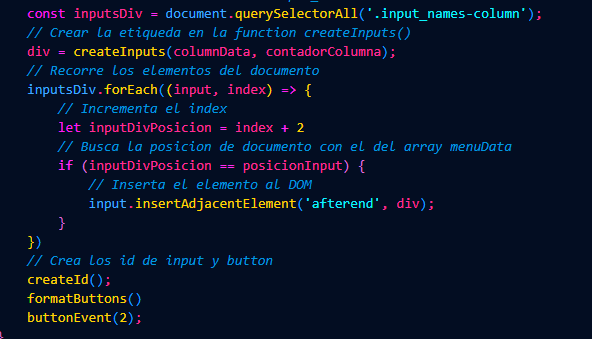 const inputsDiv = document.querySelectorAll('.input_names-column');
// Crear la etiqueda en la function createInputs()
div = createInputs(columnData, contadorColumna);
// Recorre los elementos del documento
inputsDiv.forEach((input, index) => {
// Incrementa el index
let inputDivPosicion = index + 2
// Busca la posicion de documento con el del array menuData
if (inputDivPosicion == posicionInput) {
// Inserta el elemento al DOM
input.insertAdjacentElement('afterend', div);
}
})
// Crea los id de input y button
createId();
formatButtons()
buttonEvent(2);
}